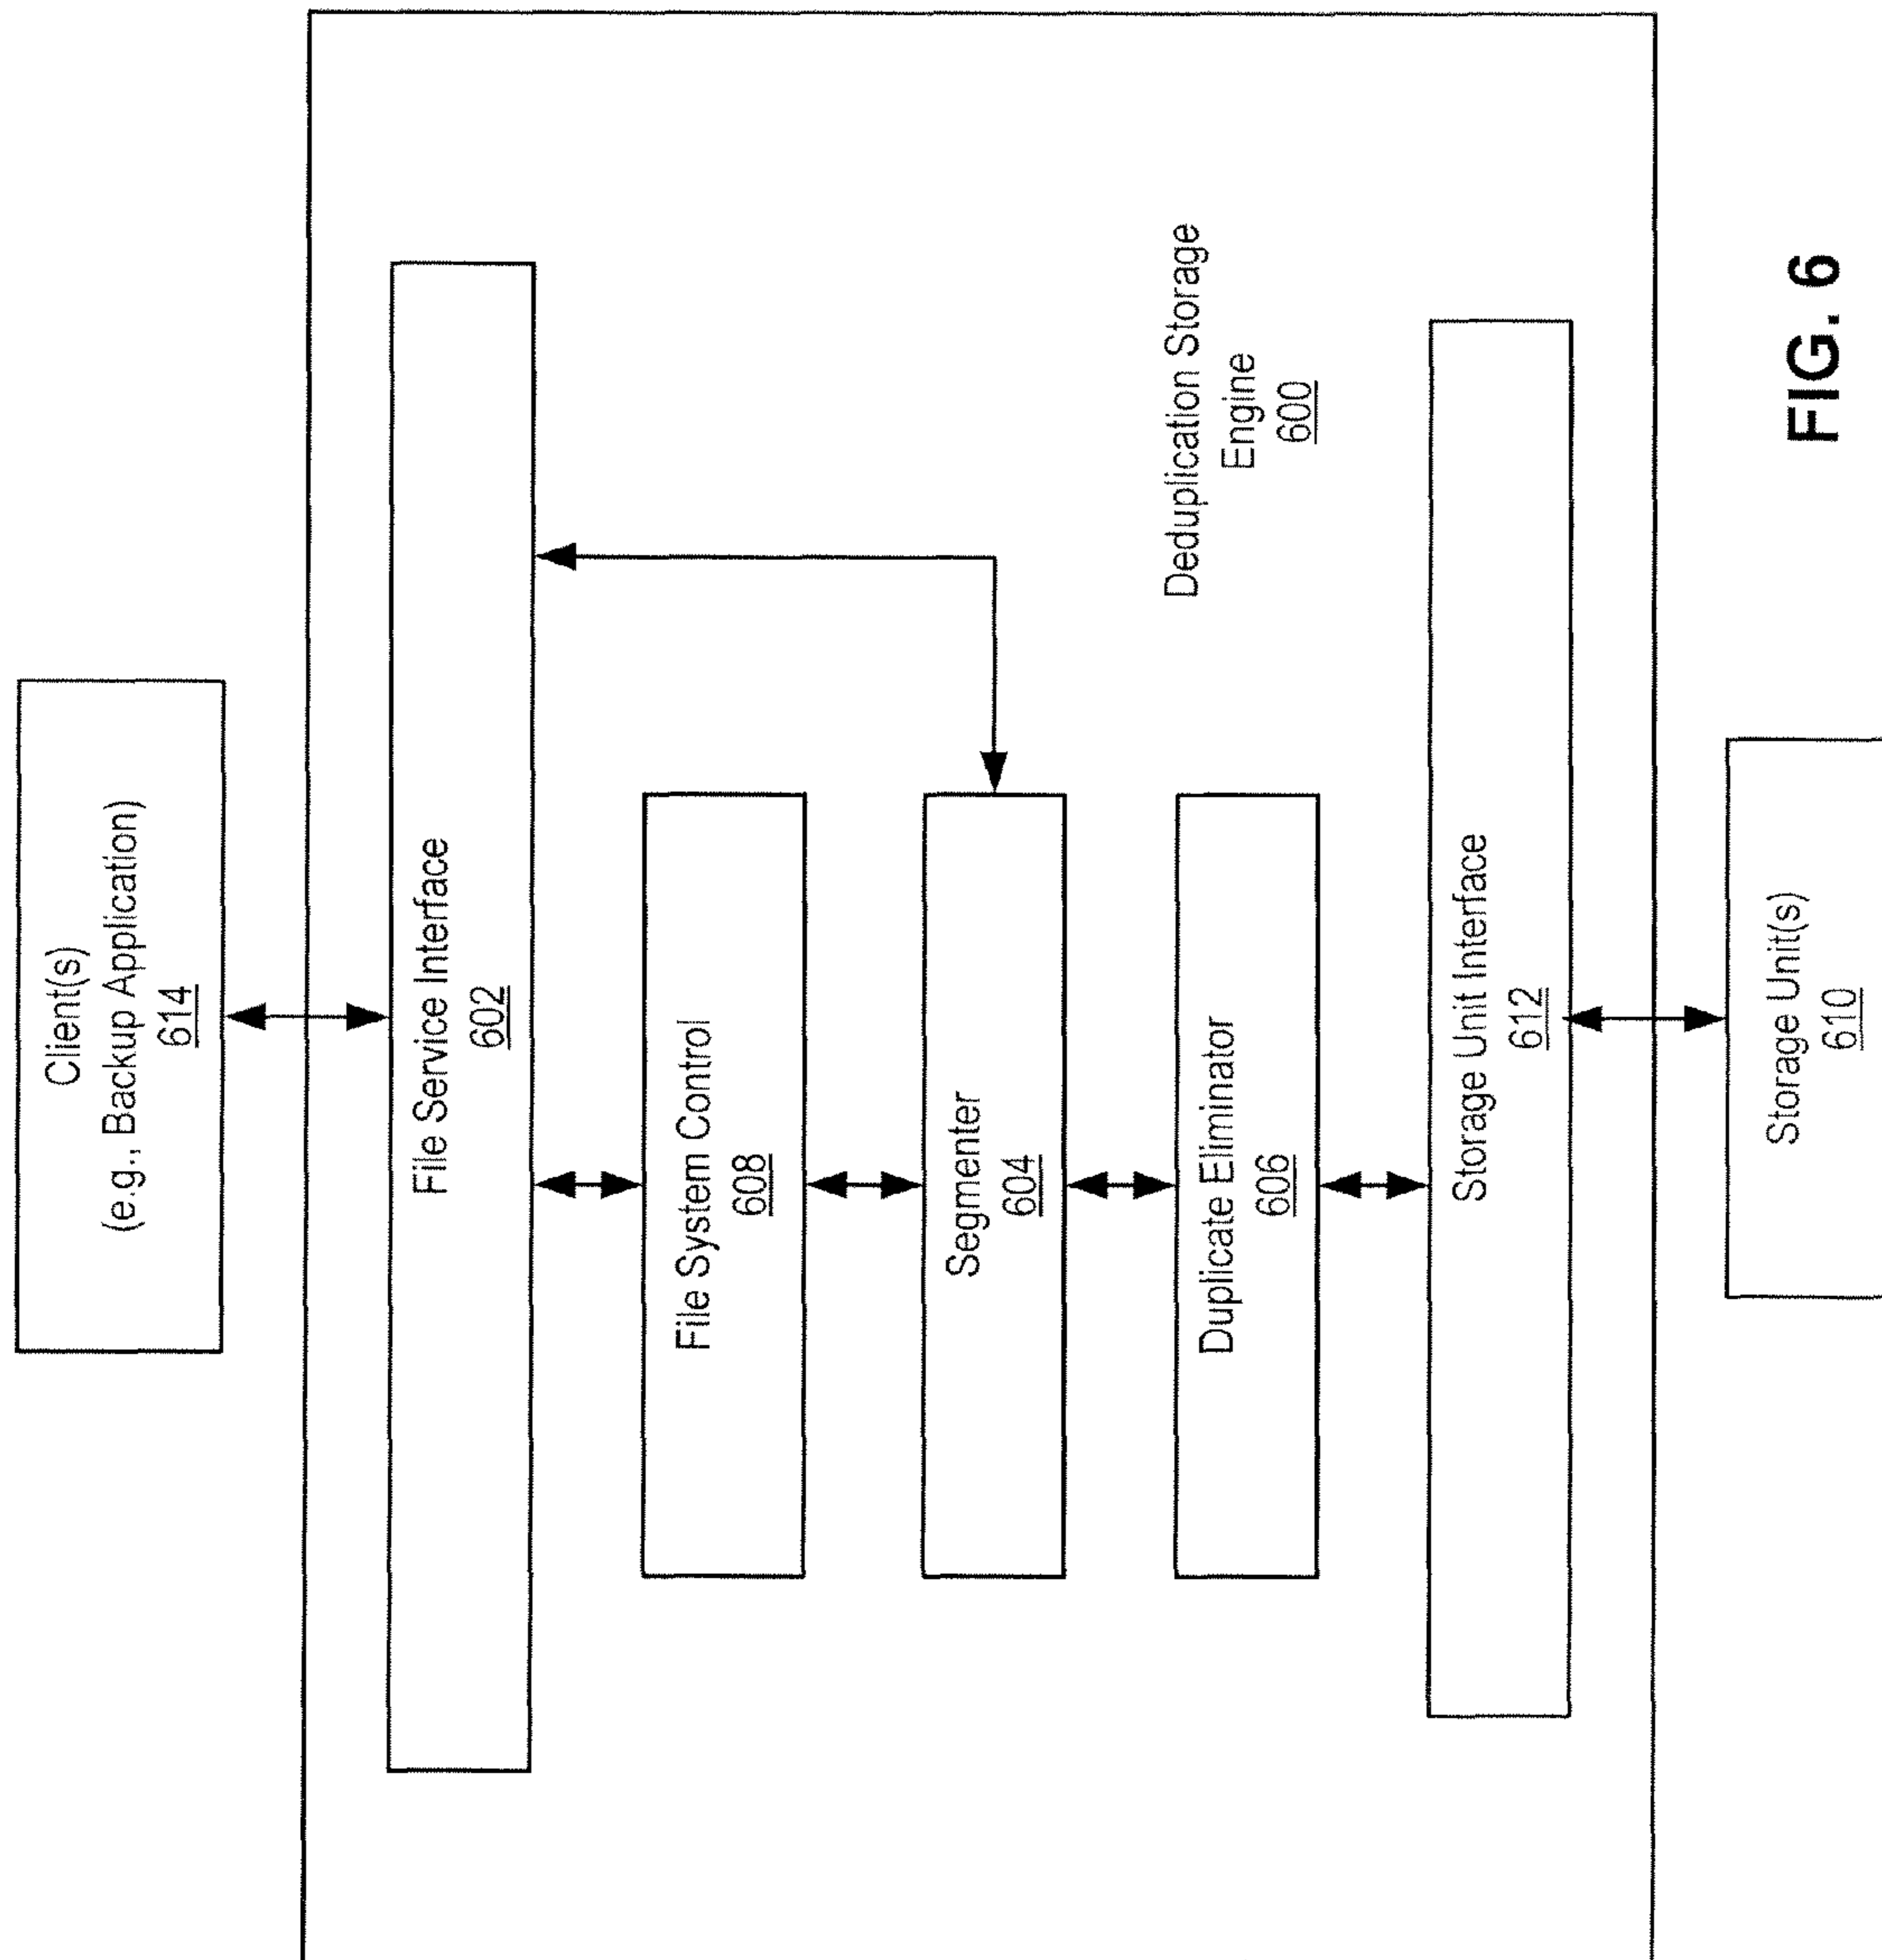 Client(s)
(e.g., Backup Application)
614
File Service Interface
602
File System Control
608
Segmenter
604
Duplicate Eliminator
606
Deduplication Storage
Engine
600
Storage Unit Interface
612
Storage Unit(s)
610
FIG. 6